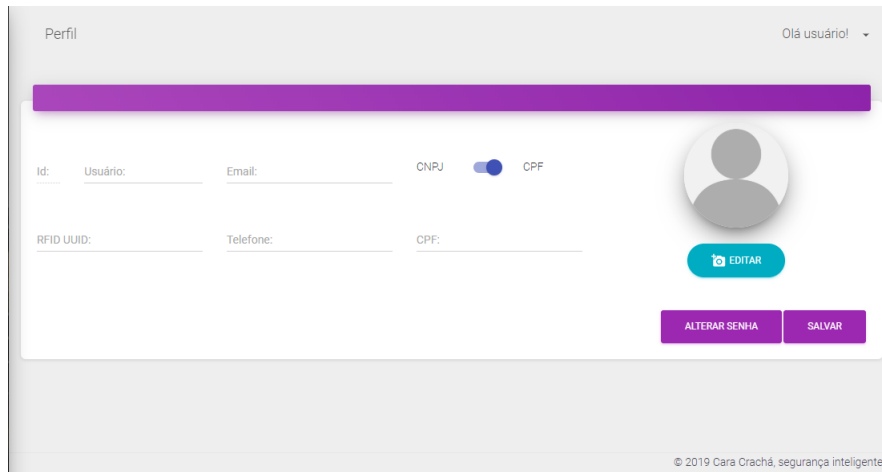 Perfil
Olá usuário!
Id:
Usuário:
Email:
CNPJ
CPF
RFID UUID:
Telefone:
CPF:
EDITAR
ALTERAR SENHA
SALVAR
© 2019 Cara Crachá, segurança inteligente